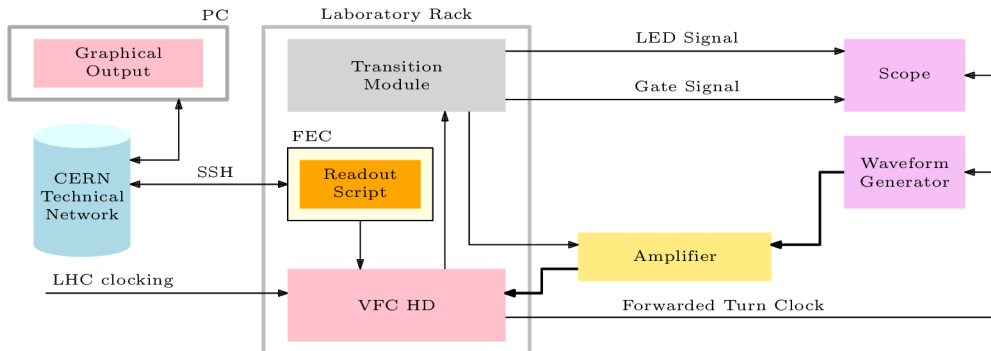 PC
Laboratory Rack
Graphical
Output
Transition
Module
LED Signal
Gate Signal
Scope
FEC
CERN
Technical
Network
SSH
Readout
Script
Waveform
Generator
Amplifier
LHC clocking
VFC HD
Forwarded Turn Clock